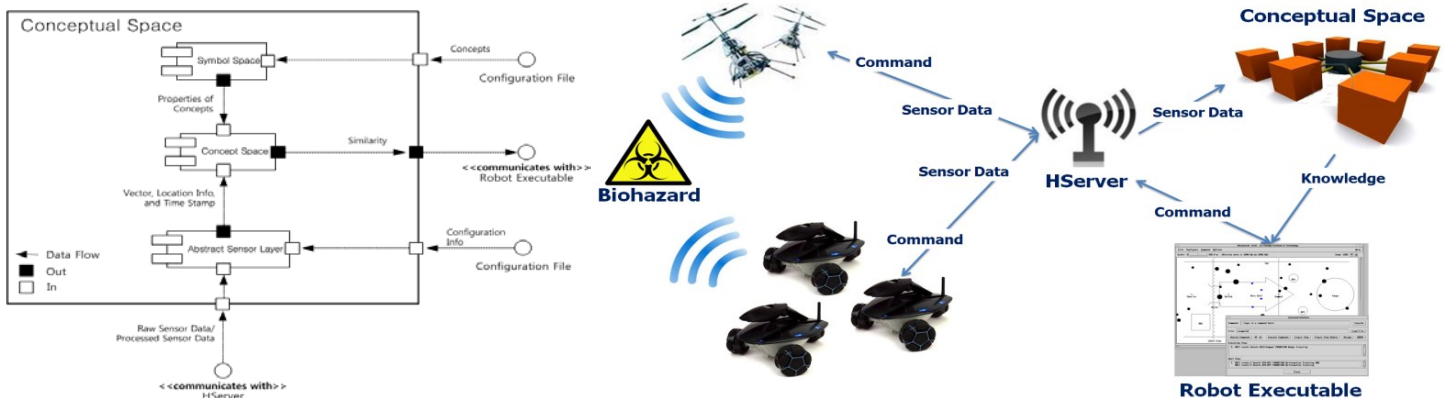 Conceptual Space
Symbol Space
Concepts
Configuration File
Properties of
Concepts
Concept Space
Similarity
<<communicates with>>
Robot Executable
Vector, Location Info,
and Time Stamp
Abstract Sensor Layer
Configuration
Info
Configuration File
Data Flow
Out
In
Raw Sensor Data/
Processed Sensor Data
<<communicates with>>
HServer
Biohazard
Command
Sensor Data
Sensor Data
Command
HServer
Sensor Data
Conceptual Space
Knowledge
Command
Robot Executable